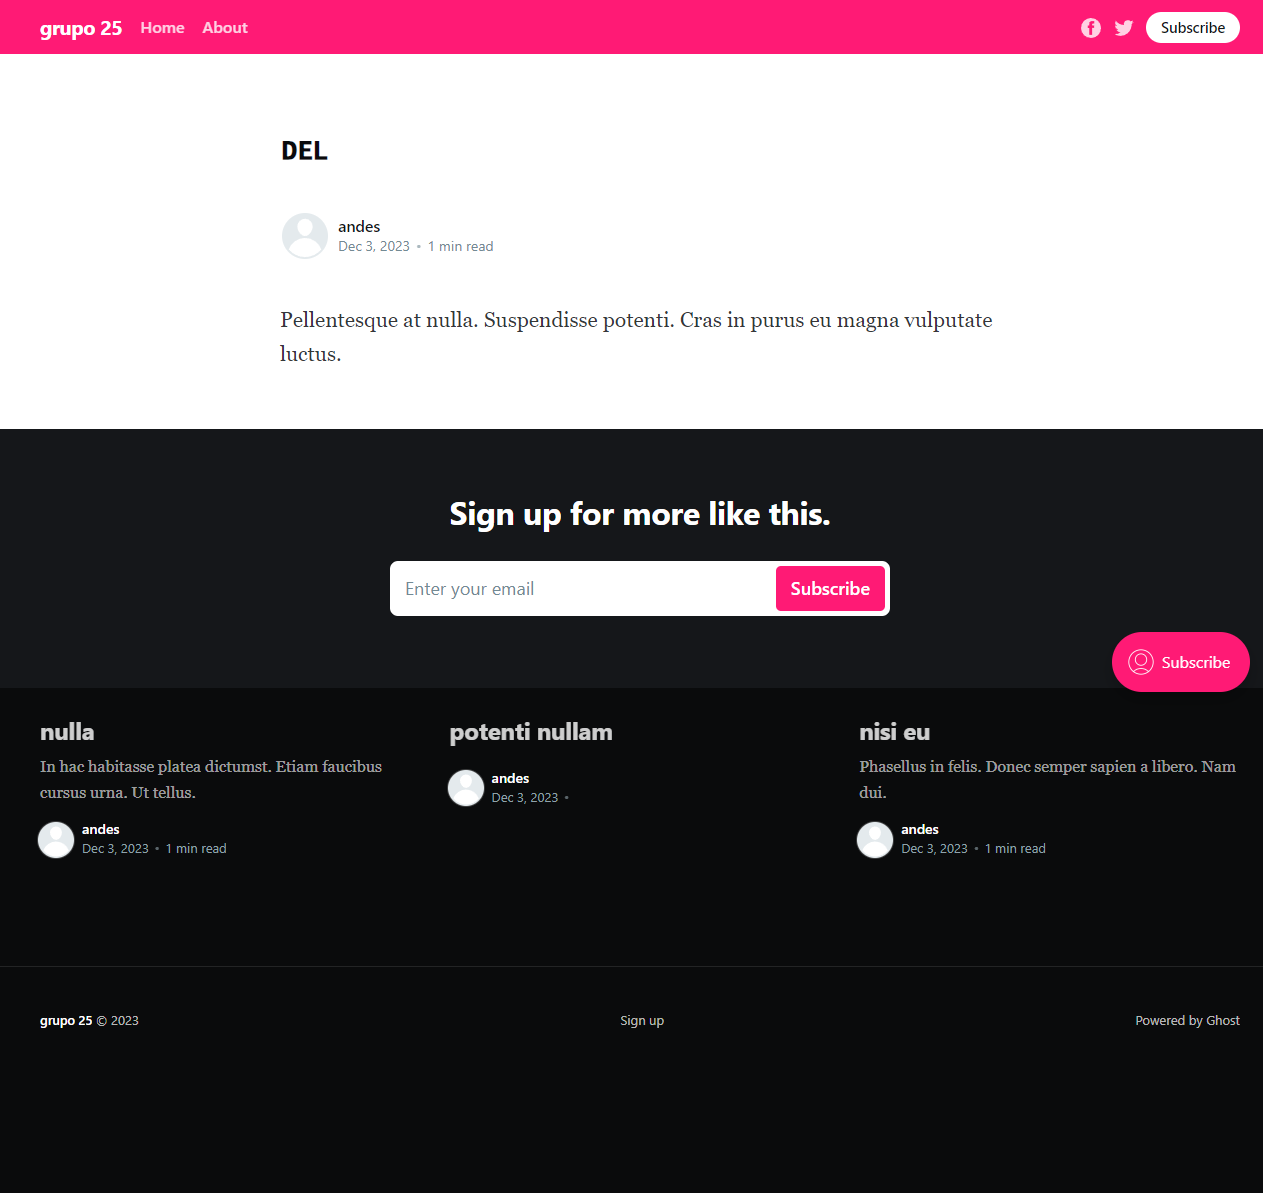 grupo 25 Home About Subscribe
DEL
andes
Dec 3, 2023 • 1 min read
Pellentesque at nulla. Suspendisse potenti. Cras in purus eu magna vulputate
luctus.
Sign up for more like this.
Enter your email Subscribe
Subscribe
nulla
In hac habitasse platea dictumst. Etiam faucibus
cursus urna. Ut tellus.
andes
Dec 3, 2023 • 1 min read
potenti nullam
andes
Dec 3, 2023 •
nisi eu
Phasellus in felis. Donec semper sapien a libero. Nam
dui.
andes
Dec 3, 2023 • 1 min read
grupo 25 © 2023
Sign up
Powered by Ghost